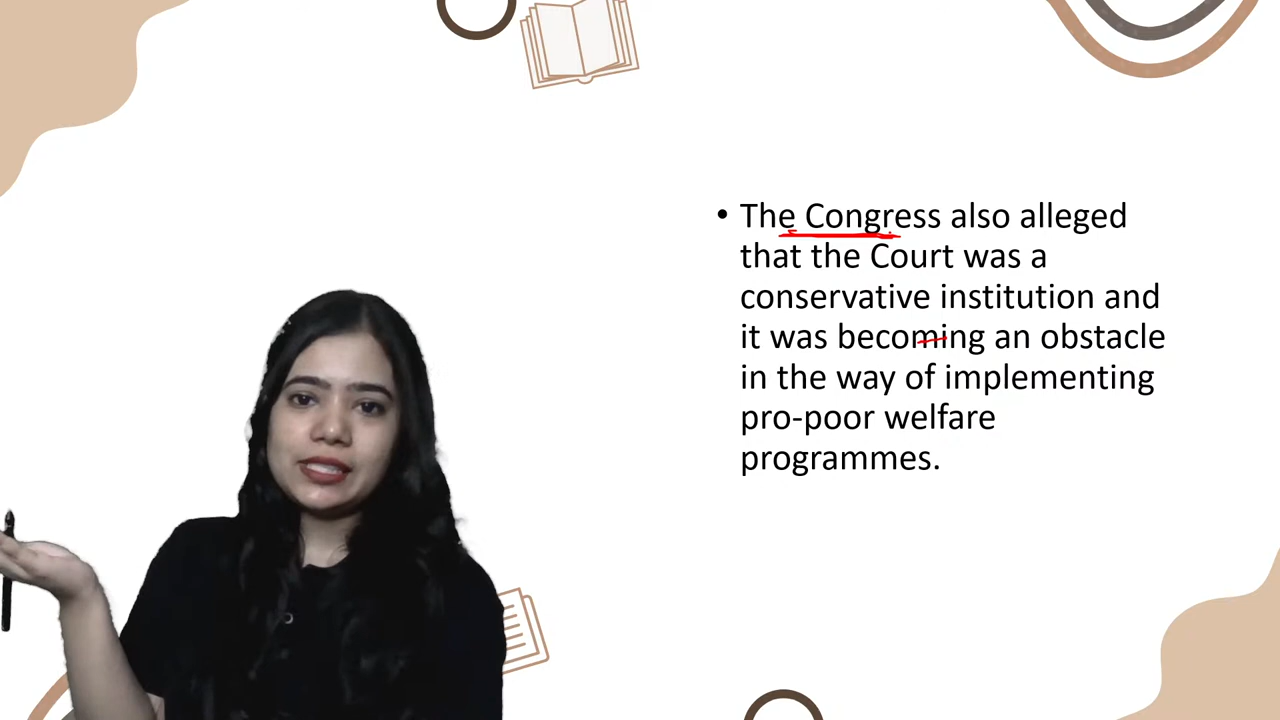 • The Congress also alleged
that the Court was a
conservative institution and
it was becoming an obstacle
in the way of implementing
pro-poor welfare
programmes.